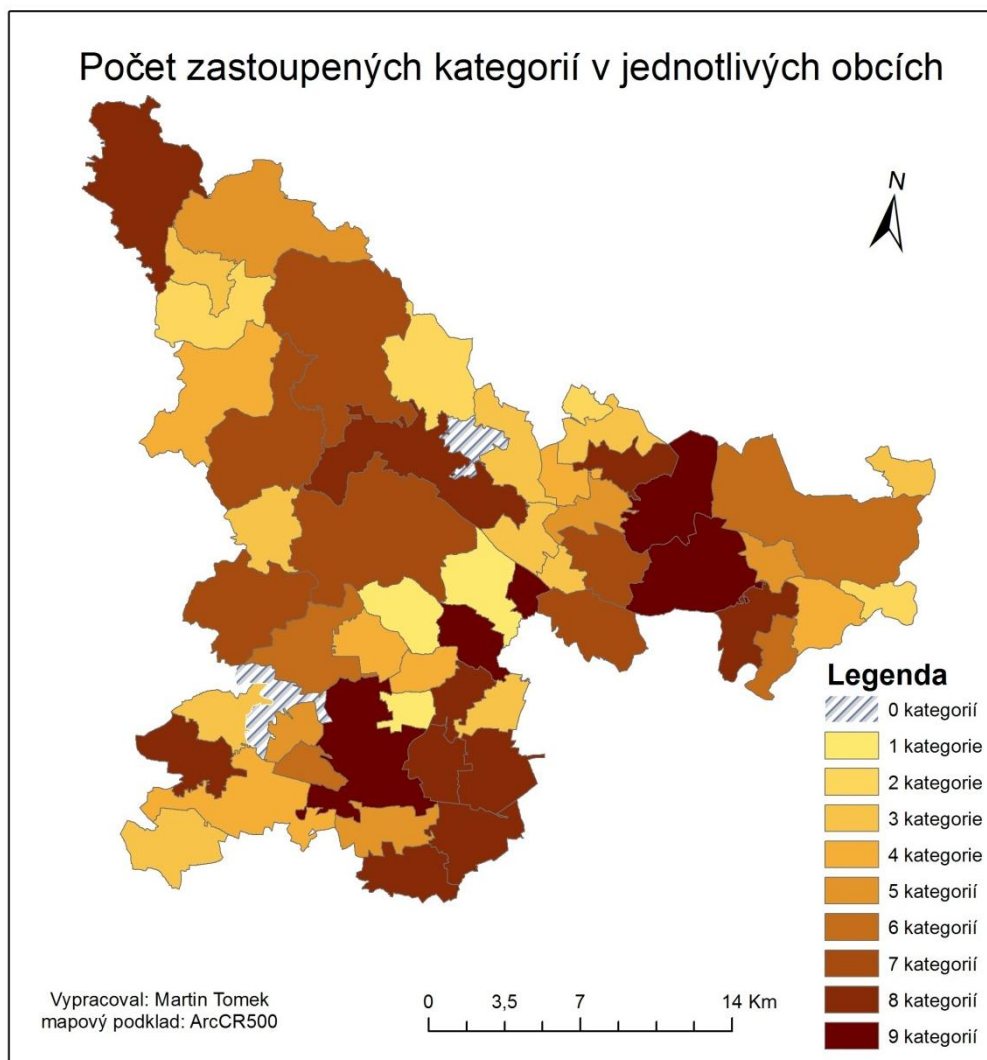 Počet zastoupených kategorií v jednotlivých obcích
N
Legenda
0 kategorií
1 kategorie
2 kategorie
3 kategorie
4 kategorie
5 kategorií
6 kategorií
7 kategorií
8 kategorií
9 kategorií
Vypracoval: Martin Tomek
mapový podklad: ArcCR500
0 3,5 7 14 Km